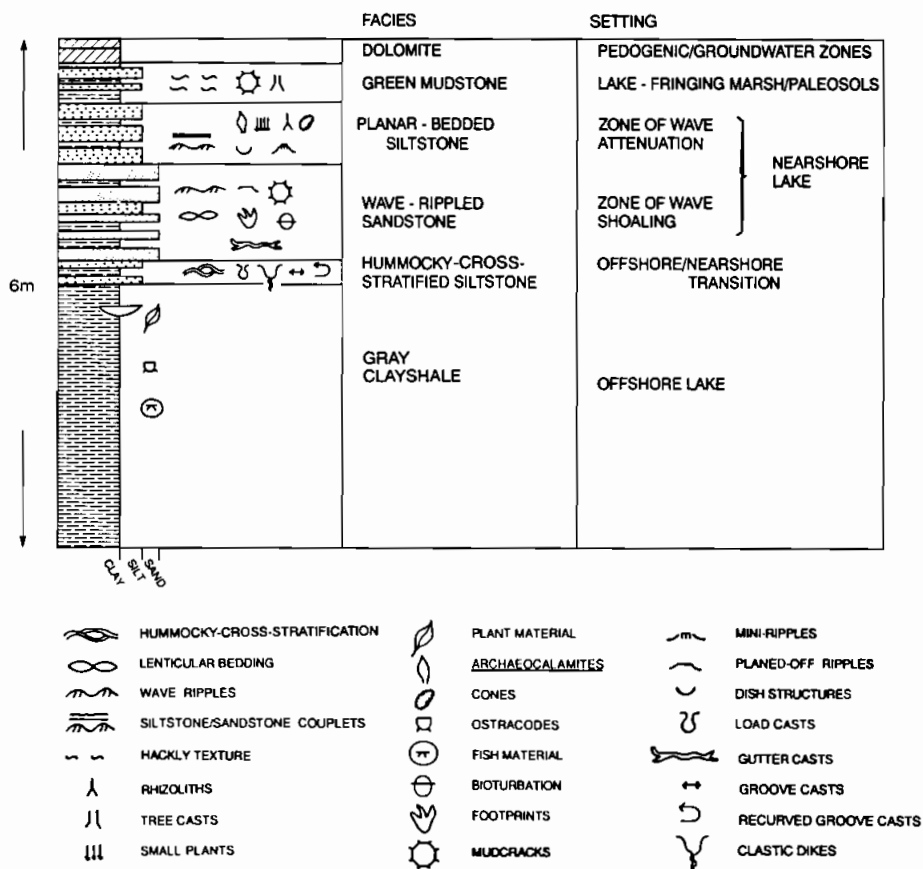 FACIES SETTING
DOLOMITE PEDOGENIC/GROUNDWATER ZONES
GREEN MUDSTONE LAKE - FRINGING MARSH/PALEOSOLS
PLANAR - BEDDED
SILTSTONE
ZONE OF WAVE
ATTENUATION
NEARSHORE
LAKE
WAVE - RIPPLED
SANDSTONE
ZONE OF WAVE
SHOALING
HUMMOCKY-CROSS-
STRATIFIED SILTSTONE
OFFSHORE/NEARSHORE
TRANSITION
6m
GRAY
CLAYSHALE
OFFSHORE LAKE
CLAY
SILT
SAND
HUMMOCKY-CROSS-STRATIFICATION
LENTICULAR BEDDING
WAVE RIPPLES
SILTSTONE/SANDSTONE COUPLETS
HACKLY TEXTURE
RHIZOLITHS
TREE CASTS
SMALL PLANTS
PLANT MATERIAL
ARCHAEOCALAMITES
CONES
OSTRACODES
FISH MATERIAL
BIOTURBATION
FOOTPRINTS
MUDCRACKS
m
MINI-RIPPLES
PLANED-OFF RIPPLES
DISH STRUCTURES
LOAD CASTS
GUTTER CASTS
GROOVE CASTS
RECURVED GROOVE CASTS
CLASTIC DIKES